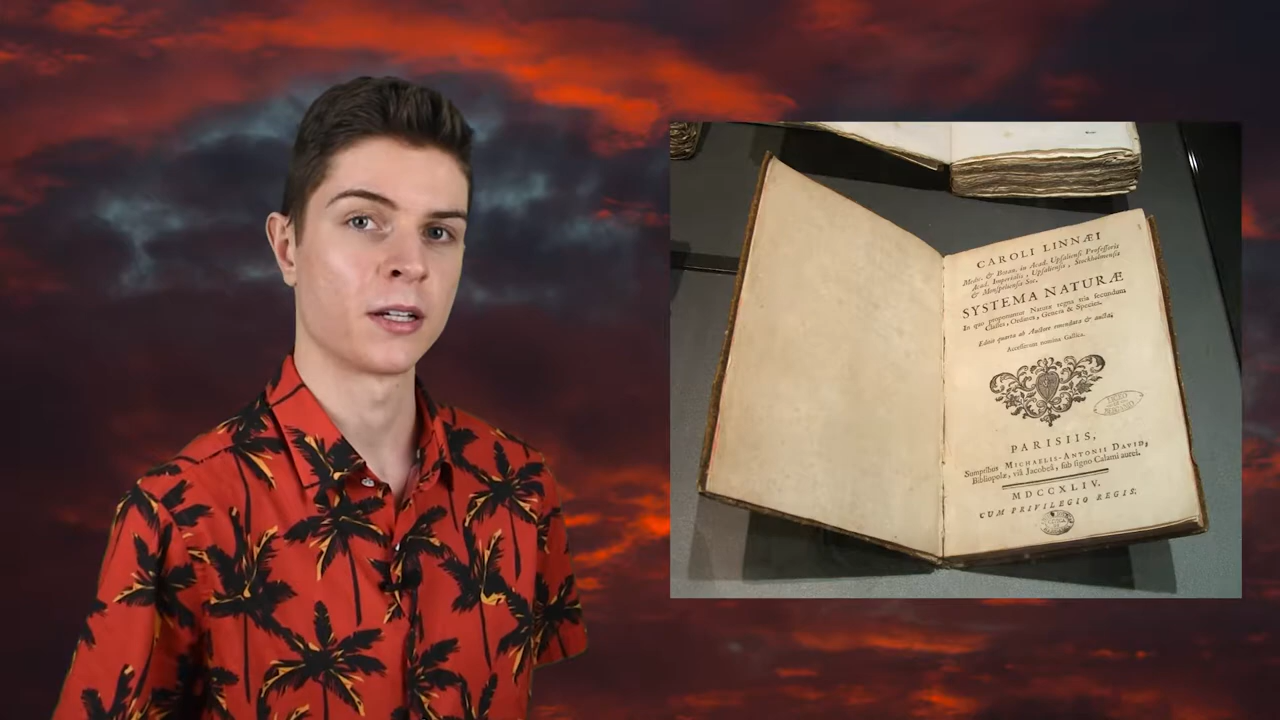 CAROLI LINNÆI
Medic. & Botan. in Acad. Upsaliensi Professoris
Acad. Imperialis, Upsaliensis, Stockholmensis
& Monspeliensis Soc.
SYSTEMA NATURÆ
In quo proponuntur Naturæ regna tria secundum
Classes, Ordines, Genera & Species.
Editio quarta ab Auctore emendata & aucta.
Accesserunt nomina Gallica.
PARISIIS,
Sumptibus MICHAELIS-ANTONII DAVID,
Bibliopolæ, viâ Jacobeâ, sub signo Calami aurei.
MDCCXLIV.
CUM PRIVILEGIO REGIS.